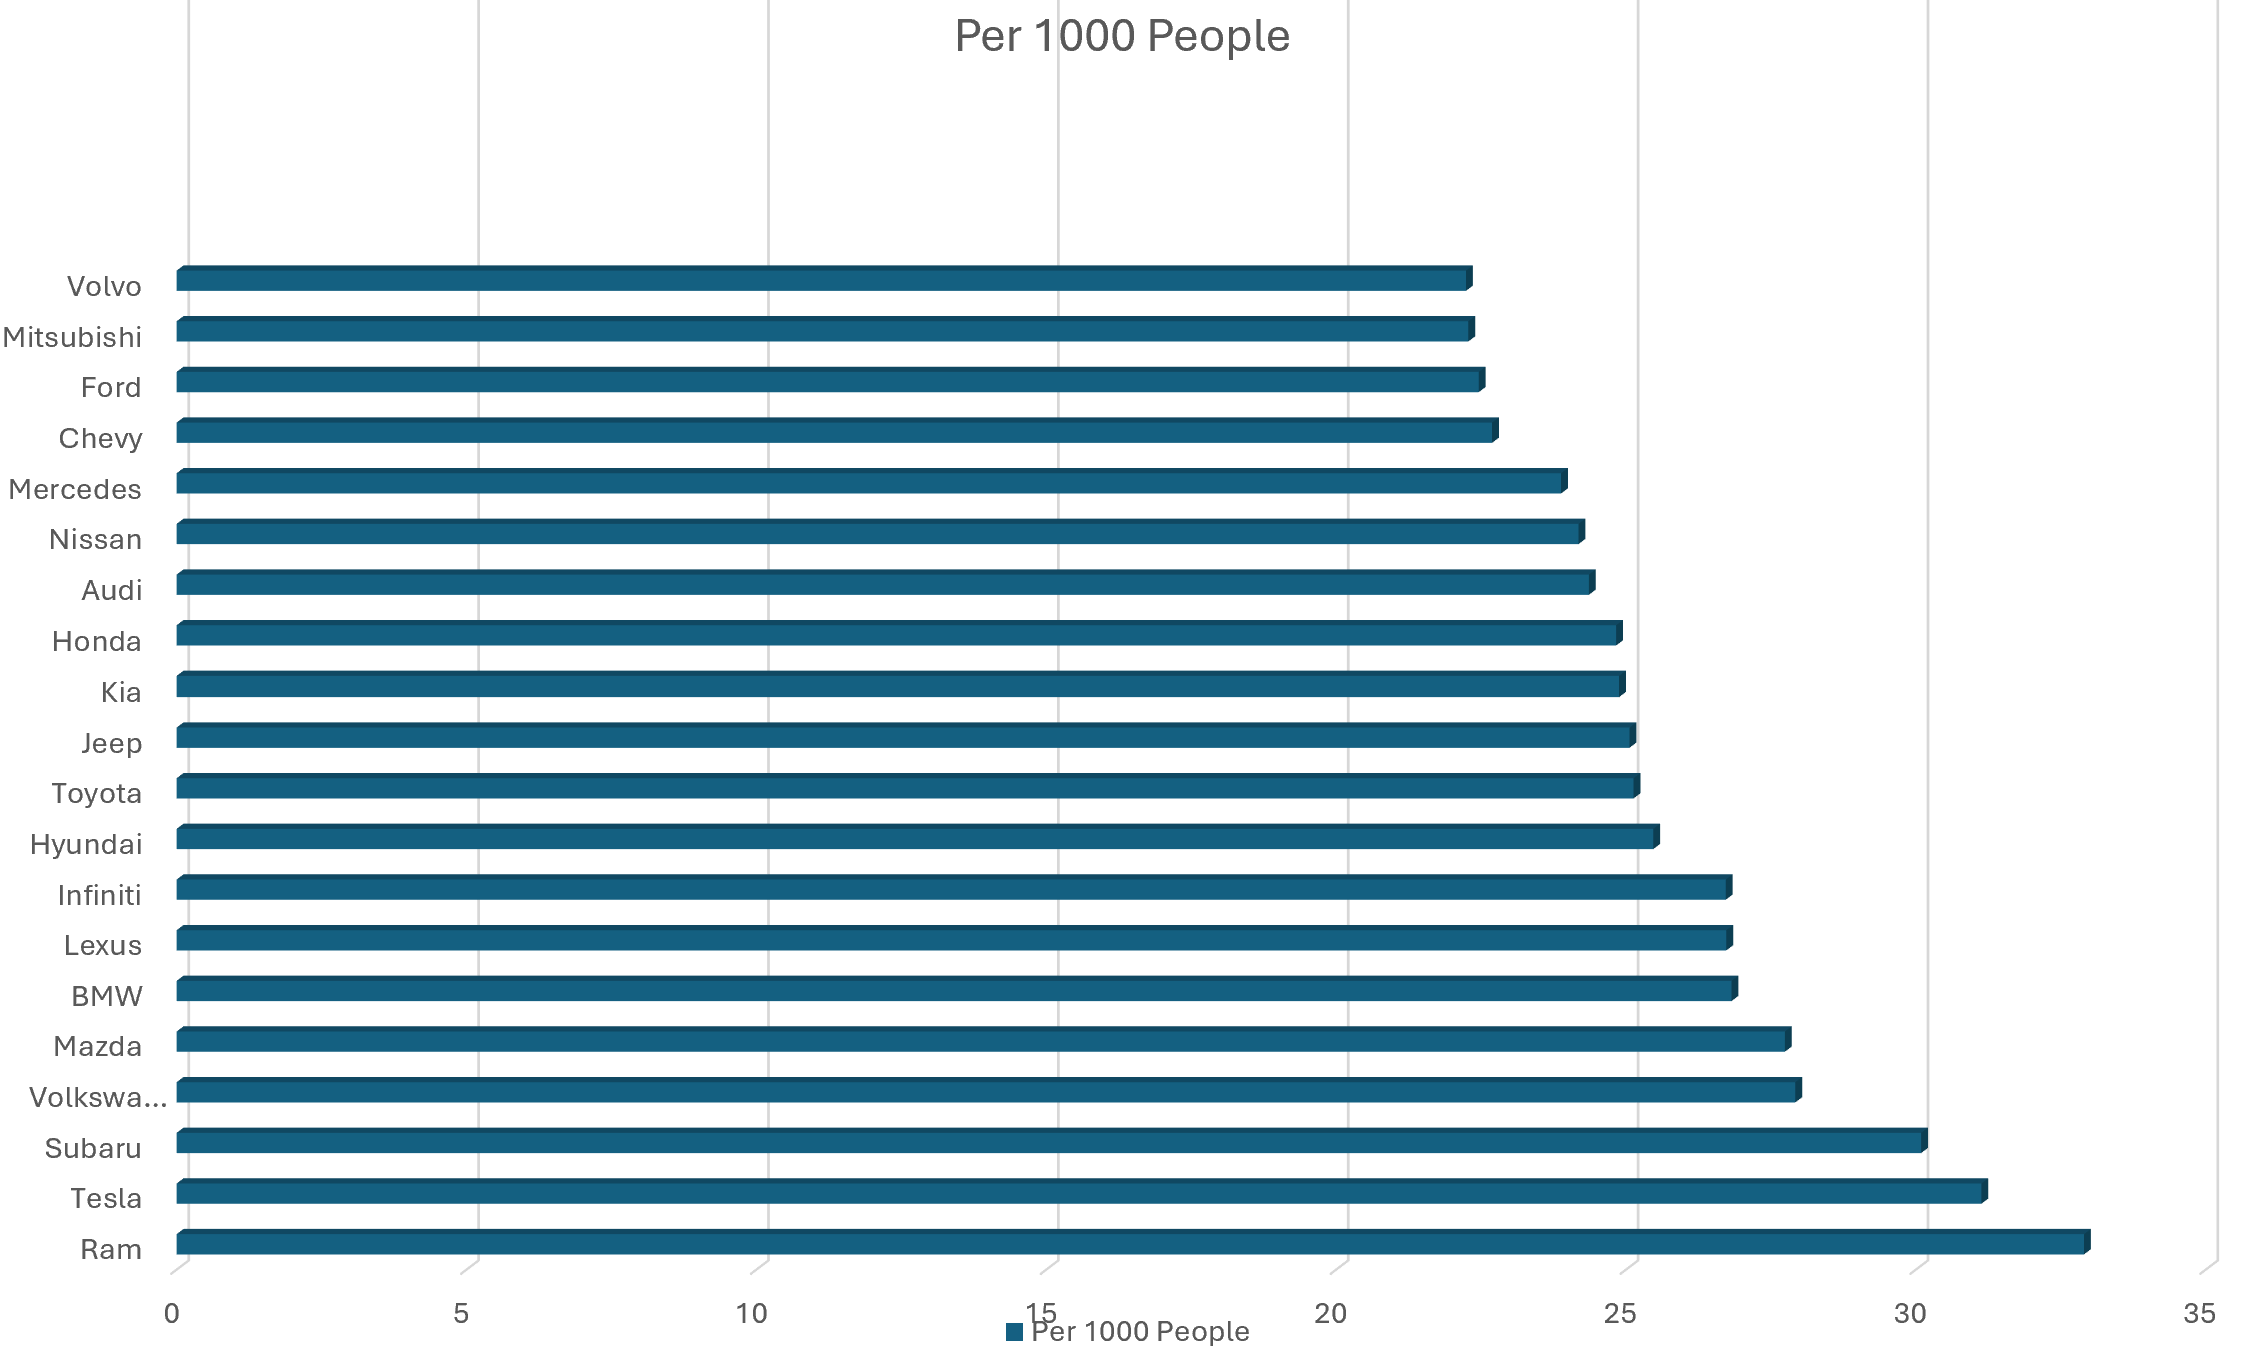 Per 1000 People
Volvo
Mitsubishi
Ford
Chevy
Mercedes
Nissan
Audi
Honda
Kia
Jeep
Toyota
Hyundai
Infiniti
Lexus
BMW
Mazda
Volkswa...
Subaru
Tesla
Ram
0 5 10 15 20 25 30 35
Per 1000 People